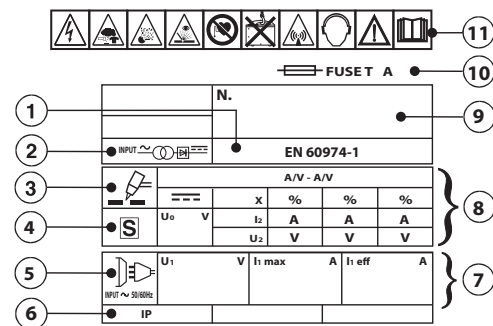 11
FUSE T A 10
1 N. 9
2 INPUT EN 60974-1
3 A/V - A/V
X % % %
4 S U₀ V I₂ A A A 8
U₂ V V V
5 U₁ V I₁ max A I₁ eff A 7
INPUT ~ 50/60Hz
6 IP